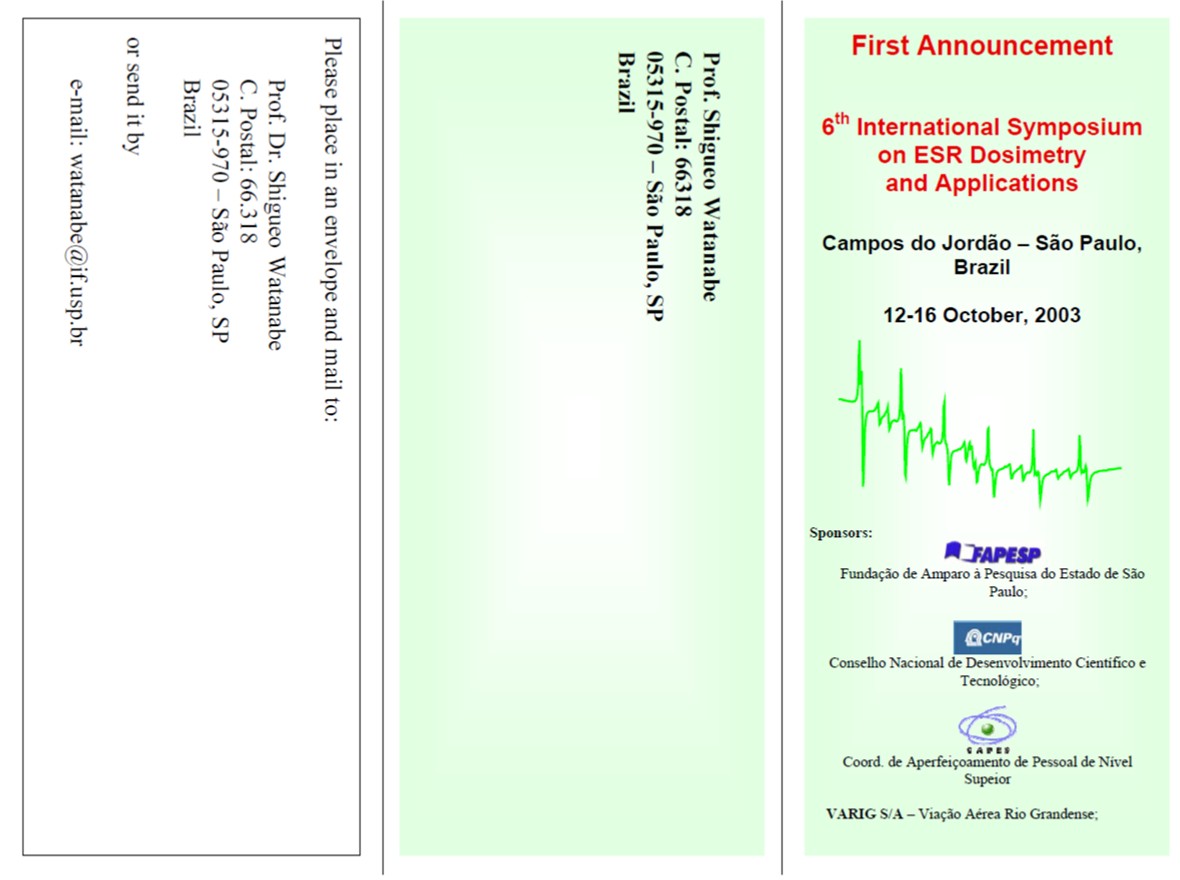 Please place in an envelope and mail to:
Prof. Dr. Shigueo Watanabe
C. Postal: 66.318
05315-970 – São Paulo, SP
Brazil
or send it by
e-mail: watanabe@if.usp.br
Prof. Shigueo Watanabe
C. Postal: 66318
05315-970 – São Paulo, SP
Brazil
First Announcement
6th International Symposium
on ESR Dosimetry
and Applications
Campos do Jordão – São Paulo,
Brazil
12-16 October, 2003
Sponsors:
FAPESP
Fundação de Amparo à Pesquisa do Estado de São
Paulo;
CNPq
Conselho Nacional de Desenvolvimento Científico e
Tecnológico;
CAPES
Coord. de Aperfeiçoamento de Pessoal de Nível
Supeior
VARIG S/A – Viação Aérea Rio Grandense;